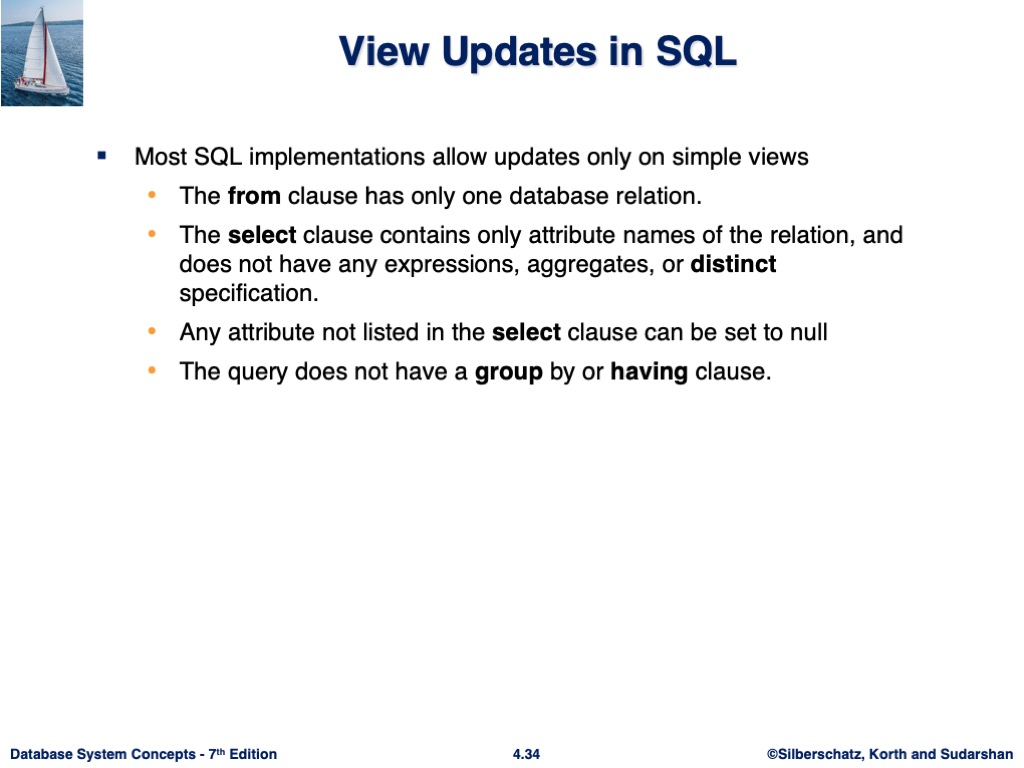 View Updates in SQL
▪ Most SQL implementations allow updates only on simple views
• The from clause has only one database relation.
• The select clause contains only attribute names of the relation, and
does not have any expressions, aggregates, or distinct
specification.
• Any attribute not listed in the select clause can be set to null
• The query does not have a group by or having clause.
Database System Concepts - 7th Edition
4.34
©Silberschatz, Korth and Sudarshan